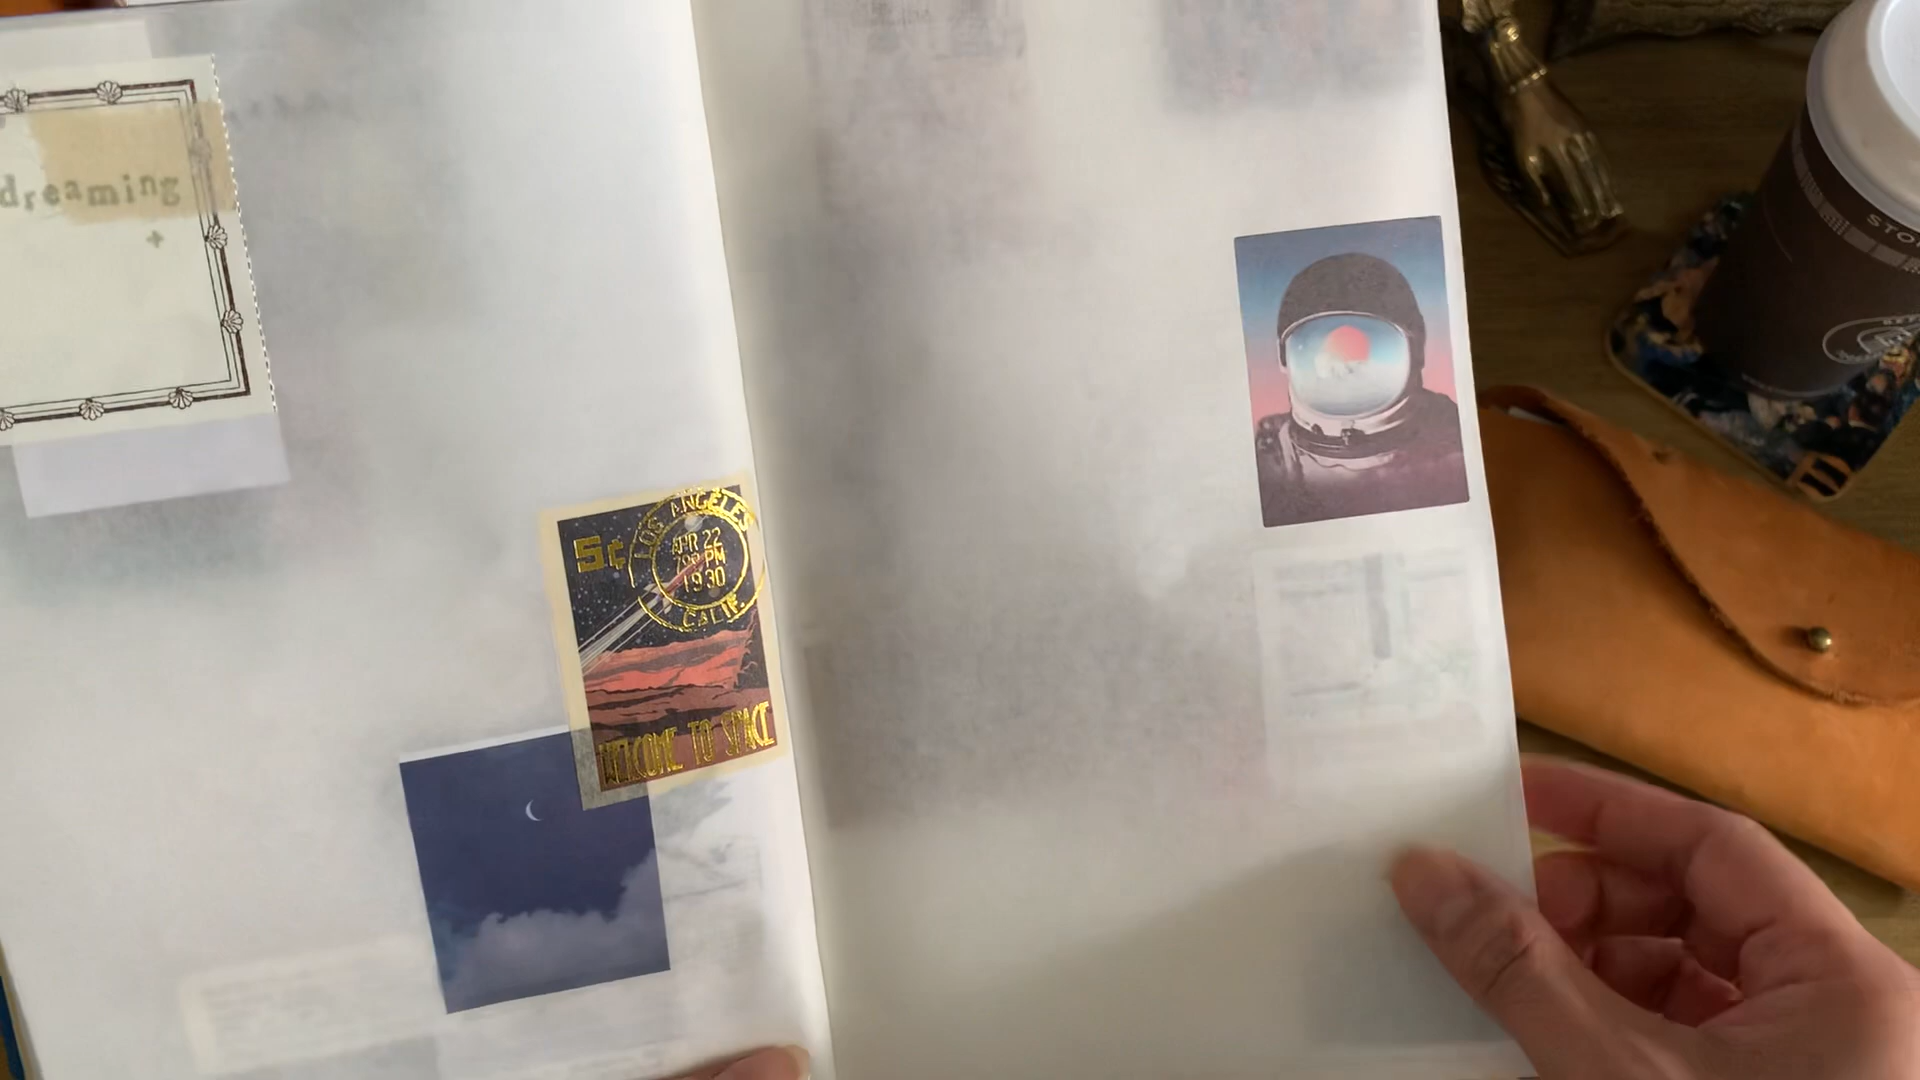 dreaming
LOS ANGELES
5¢
APR 22
7:00 PM
1930
CALIF.
WELCOME TO SPACE